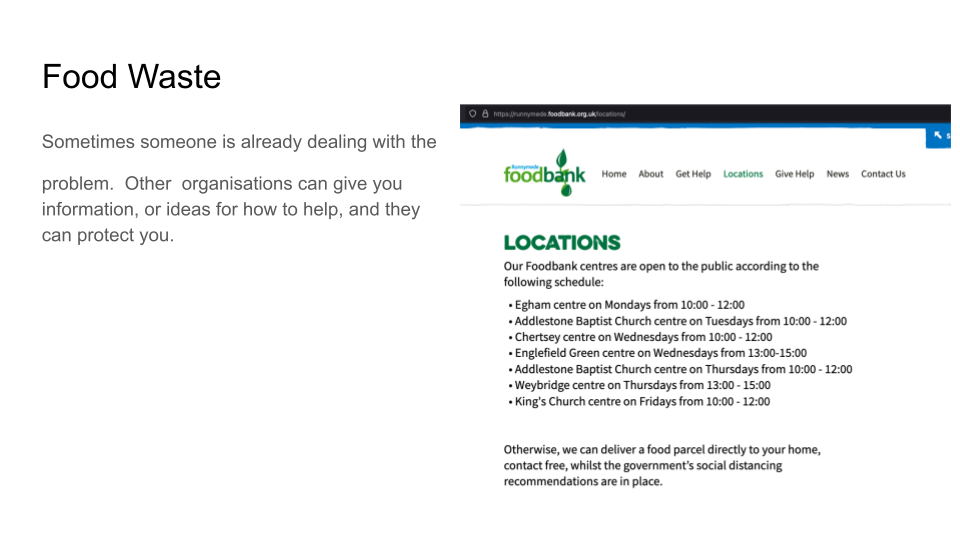 Food Waste
Sometimes someone is already dealing with the
problem.  Other  organisations can give you
information, or ideas for how to help, and they
can protect you.
https://runnymede.foodbank.org.uk/locations/
Runnymede
foodbank
Home About Get Help Locations Give Help News Contact Us
LOCATIONS
Our Foodbank centres are open to the public according to the
following schedule:
• Egham centre on Mondays from 10:00 - 12:00
• Addlestone Baptist Church centre on Tuesdays from 10:00 - 12:00
• Chertsey centre on Wednesdays from 10:00 - 12:00
• Englefield Green centre on Wednesdays from 13:00-15:00
• Addlestone Baptist Church centre on Thursdays from 10:00 - 12:00
• Weybridge centre on Thursdays from 13:00 - 15:00
• King's Church centre on Fridays from 10:00 - 12:00
Otherwise, we can deliver a food parcel directly to your home,
contact free, whilst the government's social distancing
recommendations are in place.